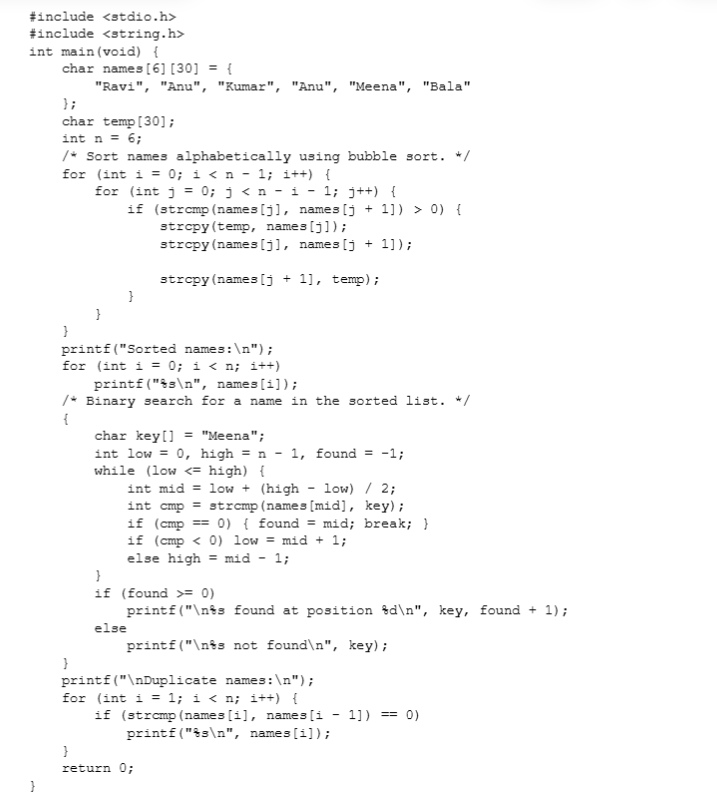 #include <stdio.h>
#include <string.h>
int main(void) {
    char names[6][30] = {
        "Ravi", "Anu", "Kumar", "Anu", "Meena", "Bala"
    };
    char temp[30];
    int n = 6;
    /* Sort names alphabetically using bubble sort. */
    for (int i = 0; i < n - 1; i++) {
        for (int j = 0; j < n - i - 1; j++) {
            if (strcmp(names[j], names[j + 1]) > 0) {
                strcpy(temp, names[j]);
                strcpy(names[j], names[j + 1]);

                strcpy(names[j + 1], temp);
            }
        }
    }
    printf("Sorted names:\n");
    for (int i = 0; i < n; i++)
        printf("%s\n", names[i]);
    /* Binary search for a name in the sorted list. */
    {
        char key[] = "Meena";
        int low = 0, high = n - 1, found = -1;
        while (low <= high) {
            int mid = low + (high - low) / 2;
            int cmp = strcmp(names[mid], key);
            if (cmp == 0) { found = mid; break; }
            if (cmp < 0) low = mid + 1;
            else high = mid - 1;
        }
        if (found >= 0)
            printf("\n%s found at position %d\n", key, found + 1);
        else
            printf("\n%s not found\n", key);
    }
    printf("\nDuplicate names:\n");
    for (int i = 1; i < n; i++) {
        if (strcmp(names[i], names[i - 1]) == 0)
            printf("%s\n", names[i]);
    }
    return 0;
}